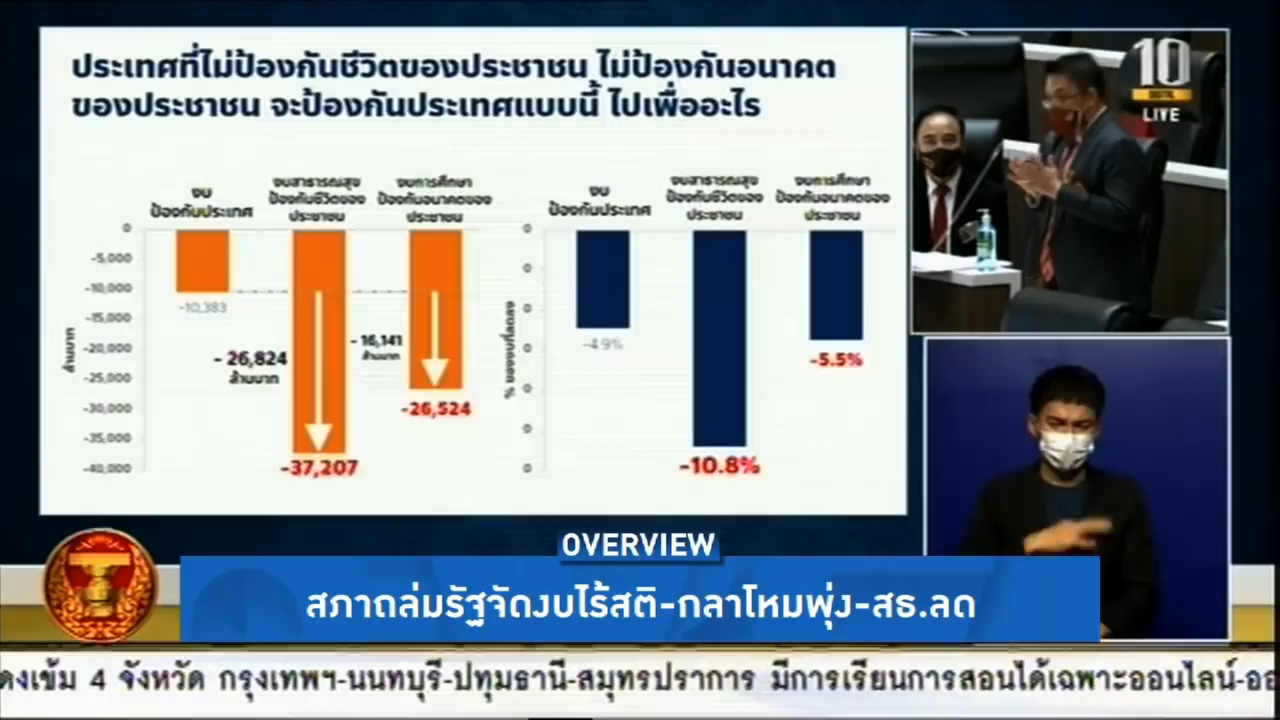 ประเทศที่ไม่ป้องกันชีวิตของประชาชน ไม่ป้องกันอนาคต
ของประชาชน จะป้องกันประเทศแบบนี้ ไปเพื่ออะไร
10
DIGITAL
LIVE
งบ
ป้องกันประเทศ
งบสาธารณสุข
ป้องกันชีวิตของ
ประชาชน
งบการศึกษา
ป้องกันอนาคตของ
ประชาชน
0
-5,000
-10,000
-15,000
-20,000
-25,000
-30,000
-35,000
-40,000
ล้านบาท
-10,383
- 26,824
ล้านบาท
-37,207
- 16,141
ล้านบาท
-26,524
งบ
ป้องกันประเทศ
งบสาธารณสุข
ป้องกันชีวิตของ
ประชาชน
งบการศึกษา
ป้องกันอนาคตของ
ประชาชน
0
0
0
0
0
0
0
% ของงบที่ลดลง
-4.9%
-10.8%
-5.5%
OVERVIEW
สภาถล่มรัฐจัดงบไร้สติ-กลาโหมพุ่ง-สธ.ลด
ดงเข้ม 4 จังหวัด กรุงเทพฯ-นนทบุรี-ปทุมธานี-สมุทรปราการ มีการเรียนการสอนได้เฉพาะออนไลน์-ออ